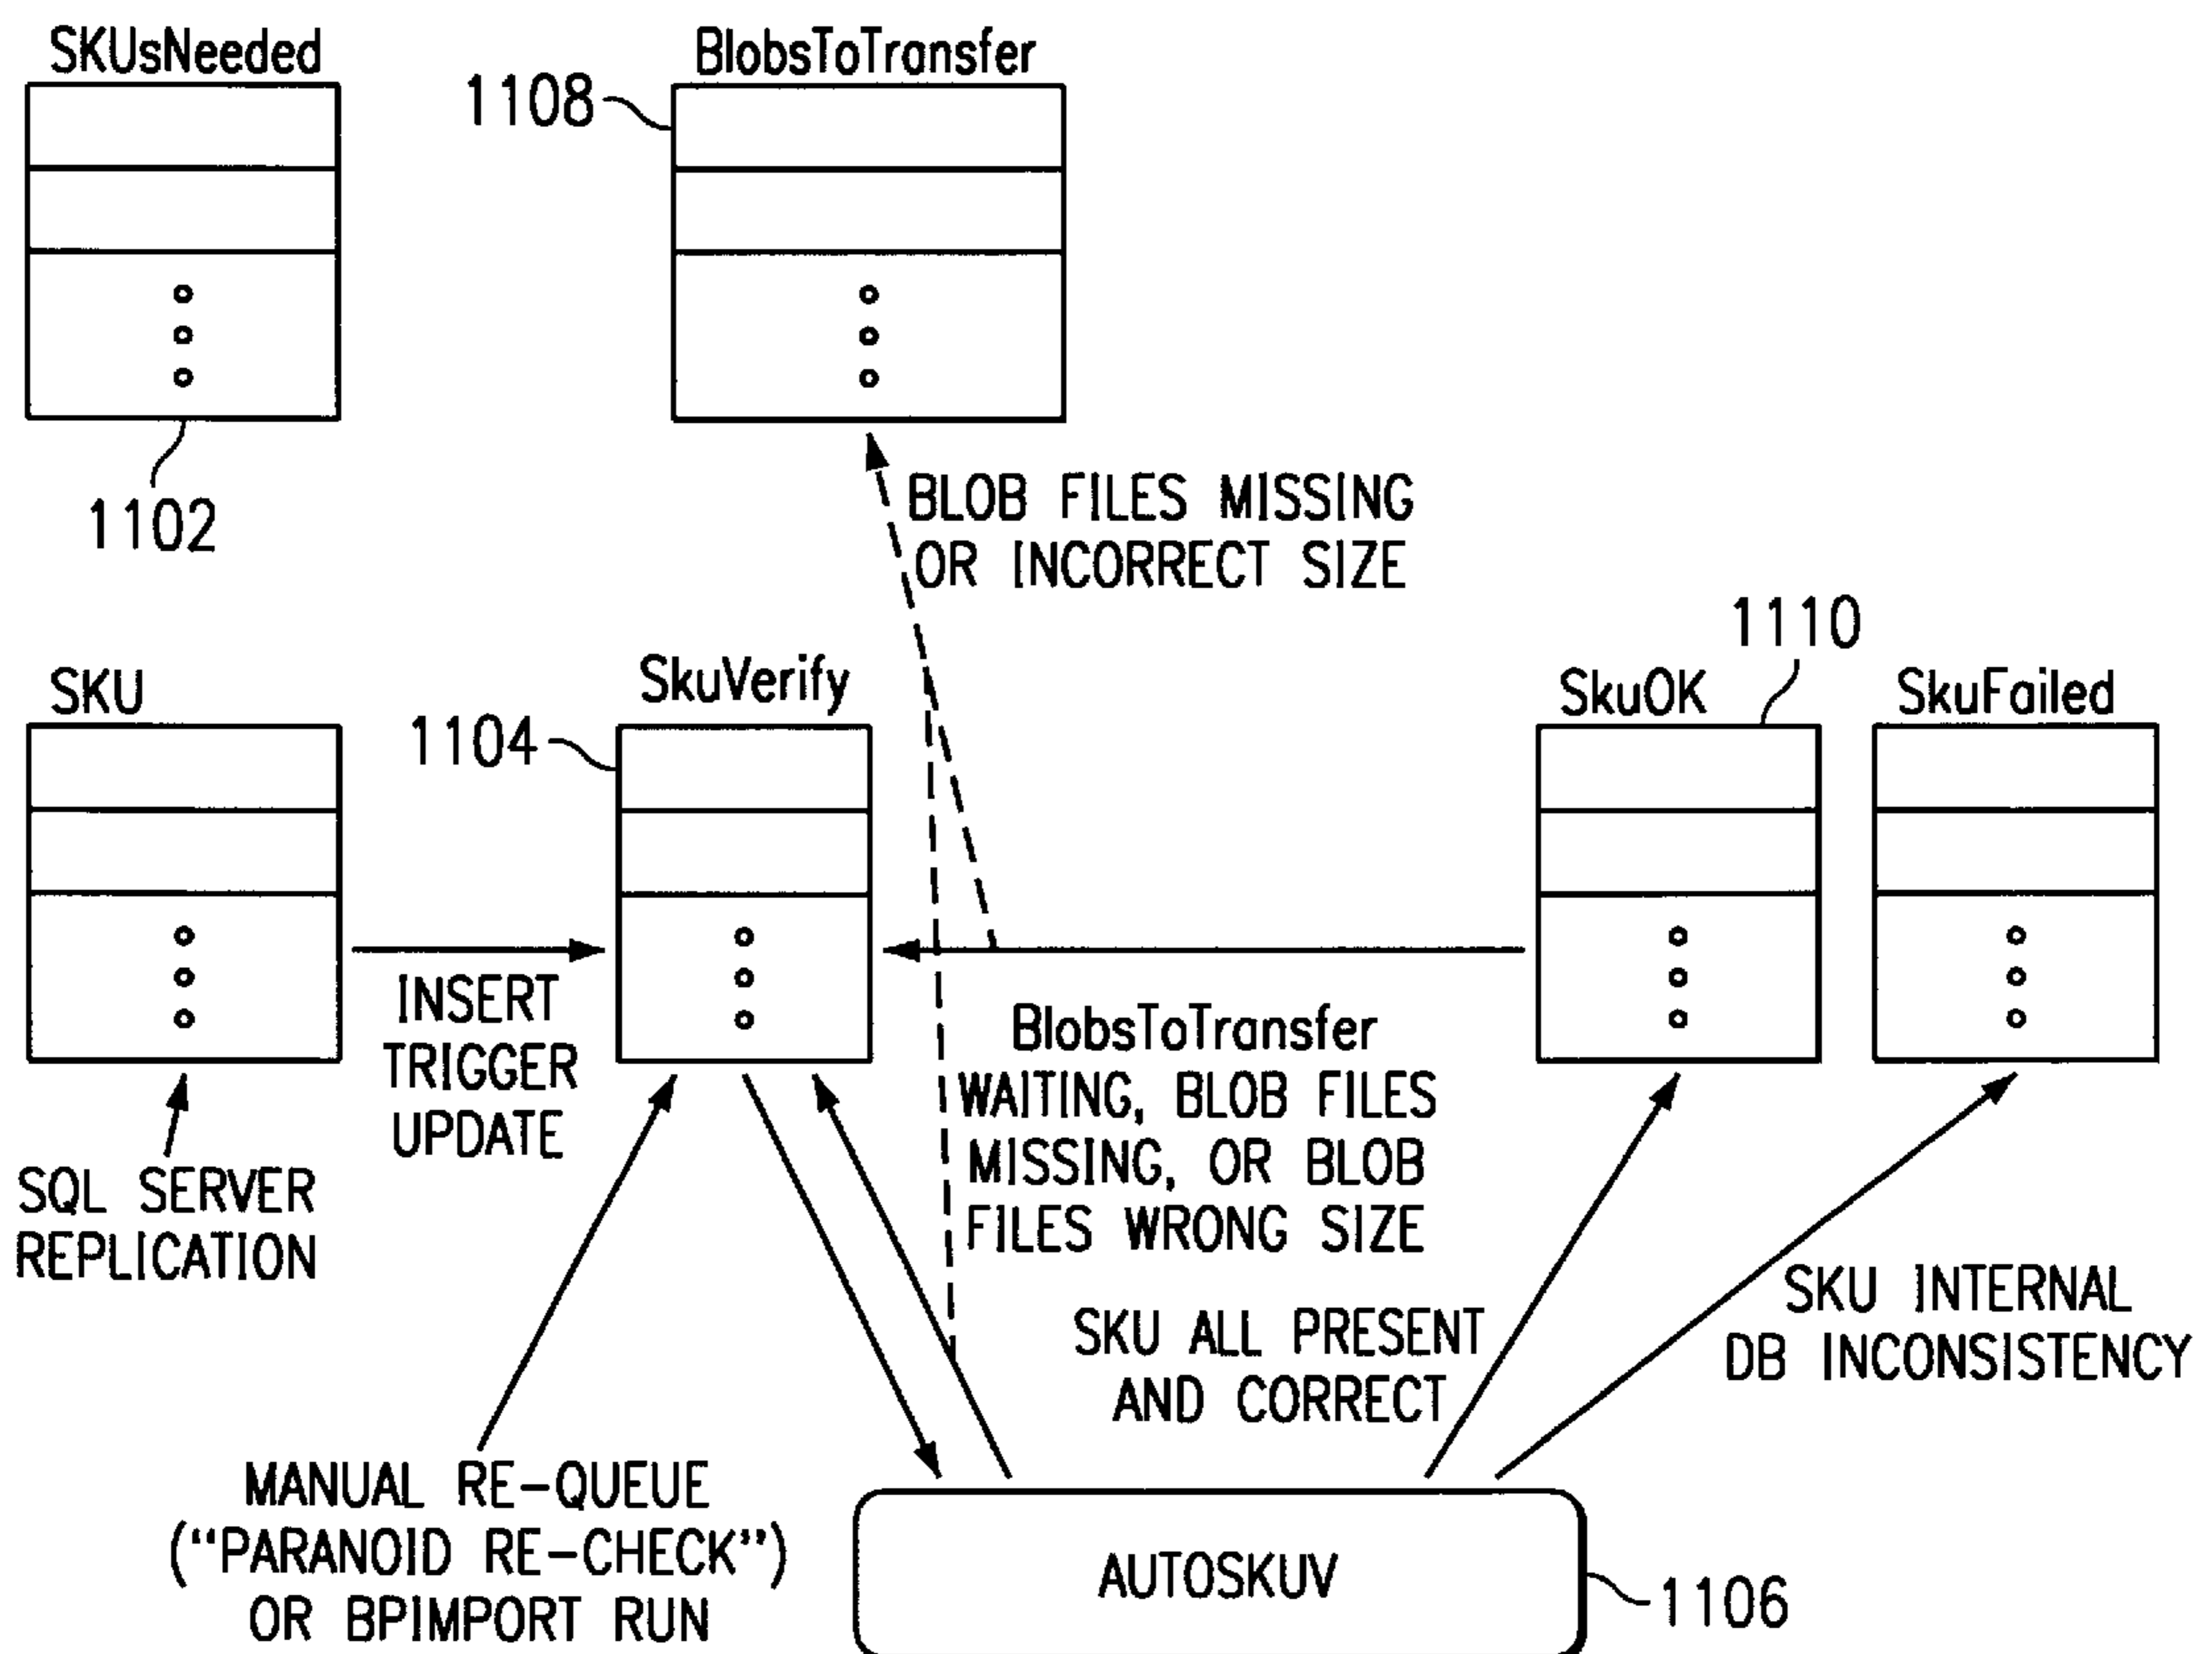 SKUsNeeded
BlobsToTransfer
1108
1102
BLOB FILES MISSING
OR INCORRECT SIZE
1110
SKU
SkuVerify
SkuOK
SkuFailed
1104
INSERT
TRIGGER
UPDATE
BlobsToTransfer
WAITING, BLOB FILES
MISSING, OR BLOB
FILES WRONG SIZE
SQL SERVER
REPLICATION
SKU ALL PRESENT
AND CORRECT
SKU INTERNAL
DB INCONSISTENCY
MANUAL RE-QUEUE
(“PARANOID RE-CHECK”)
OR BPIMPORT RUN
AUTOSKUV
1106